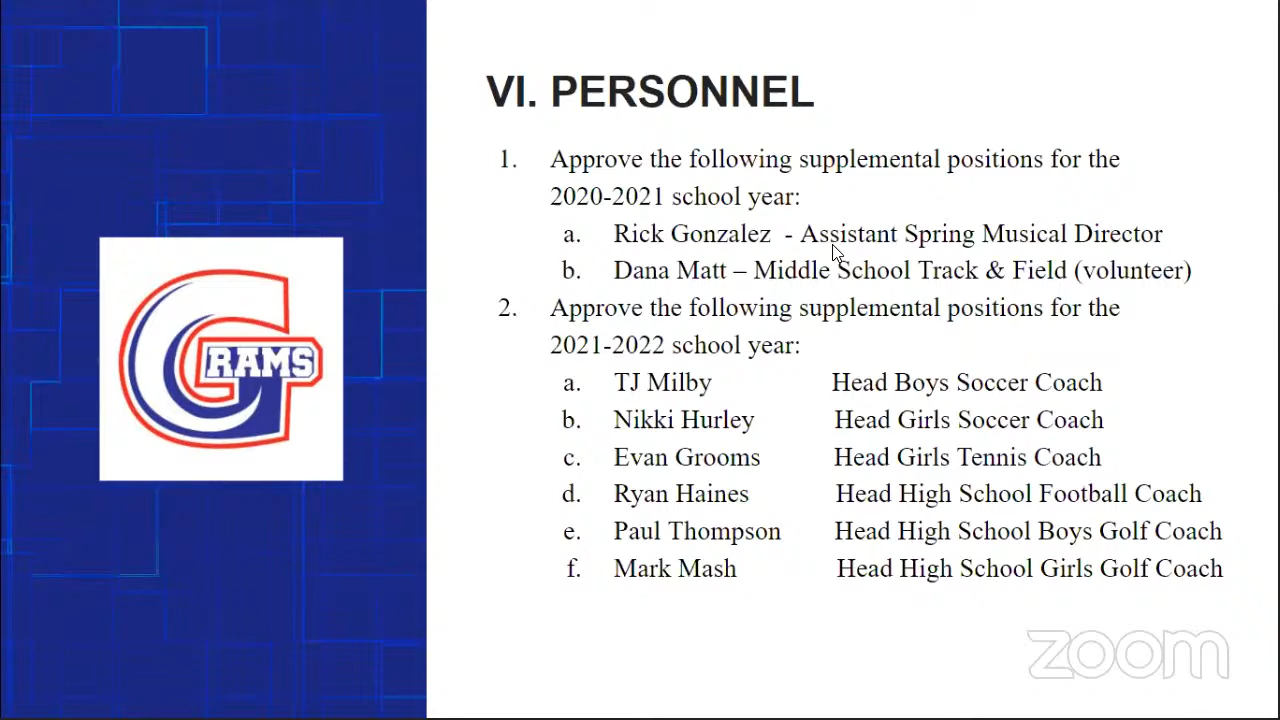 VI. PERSONNEL
1. Approve the following supplemental positions for the
2020-2021 school year:
a. Rick Gonzalez - Assistant Spring Musical Director
b. Dana Matt – Middle School Track & Field (volunteer)
2. Approve the following supplemental positions for the
2021-2022 school year:
a. TJ Milby Head Boys Soccer Coach
b. Nikki Hurley Head Girls Soccer Coach
c. Evan Grooms Head Girls Tennis Coach
d. Ryan Haines Head High School Football Coach
e. Paul Thompson Head High School Boys Golf Coach
f. Mark Mash Head High School Girls Golf Coach
G RAMS
zoom